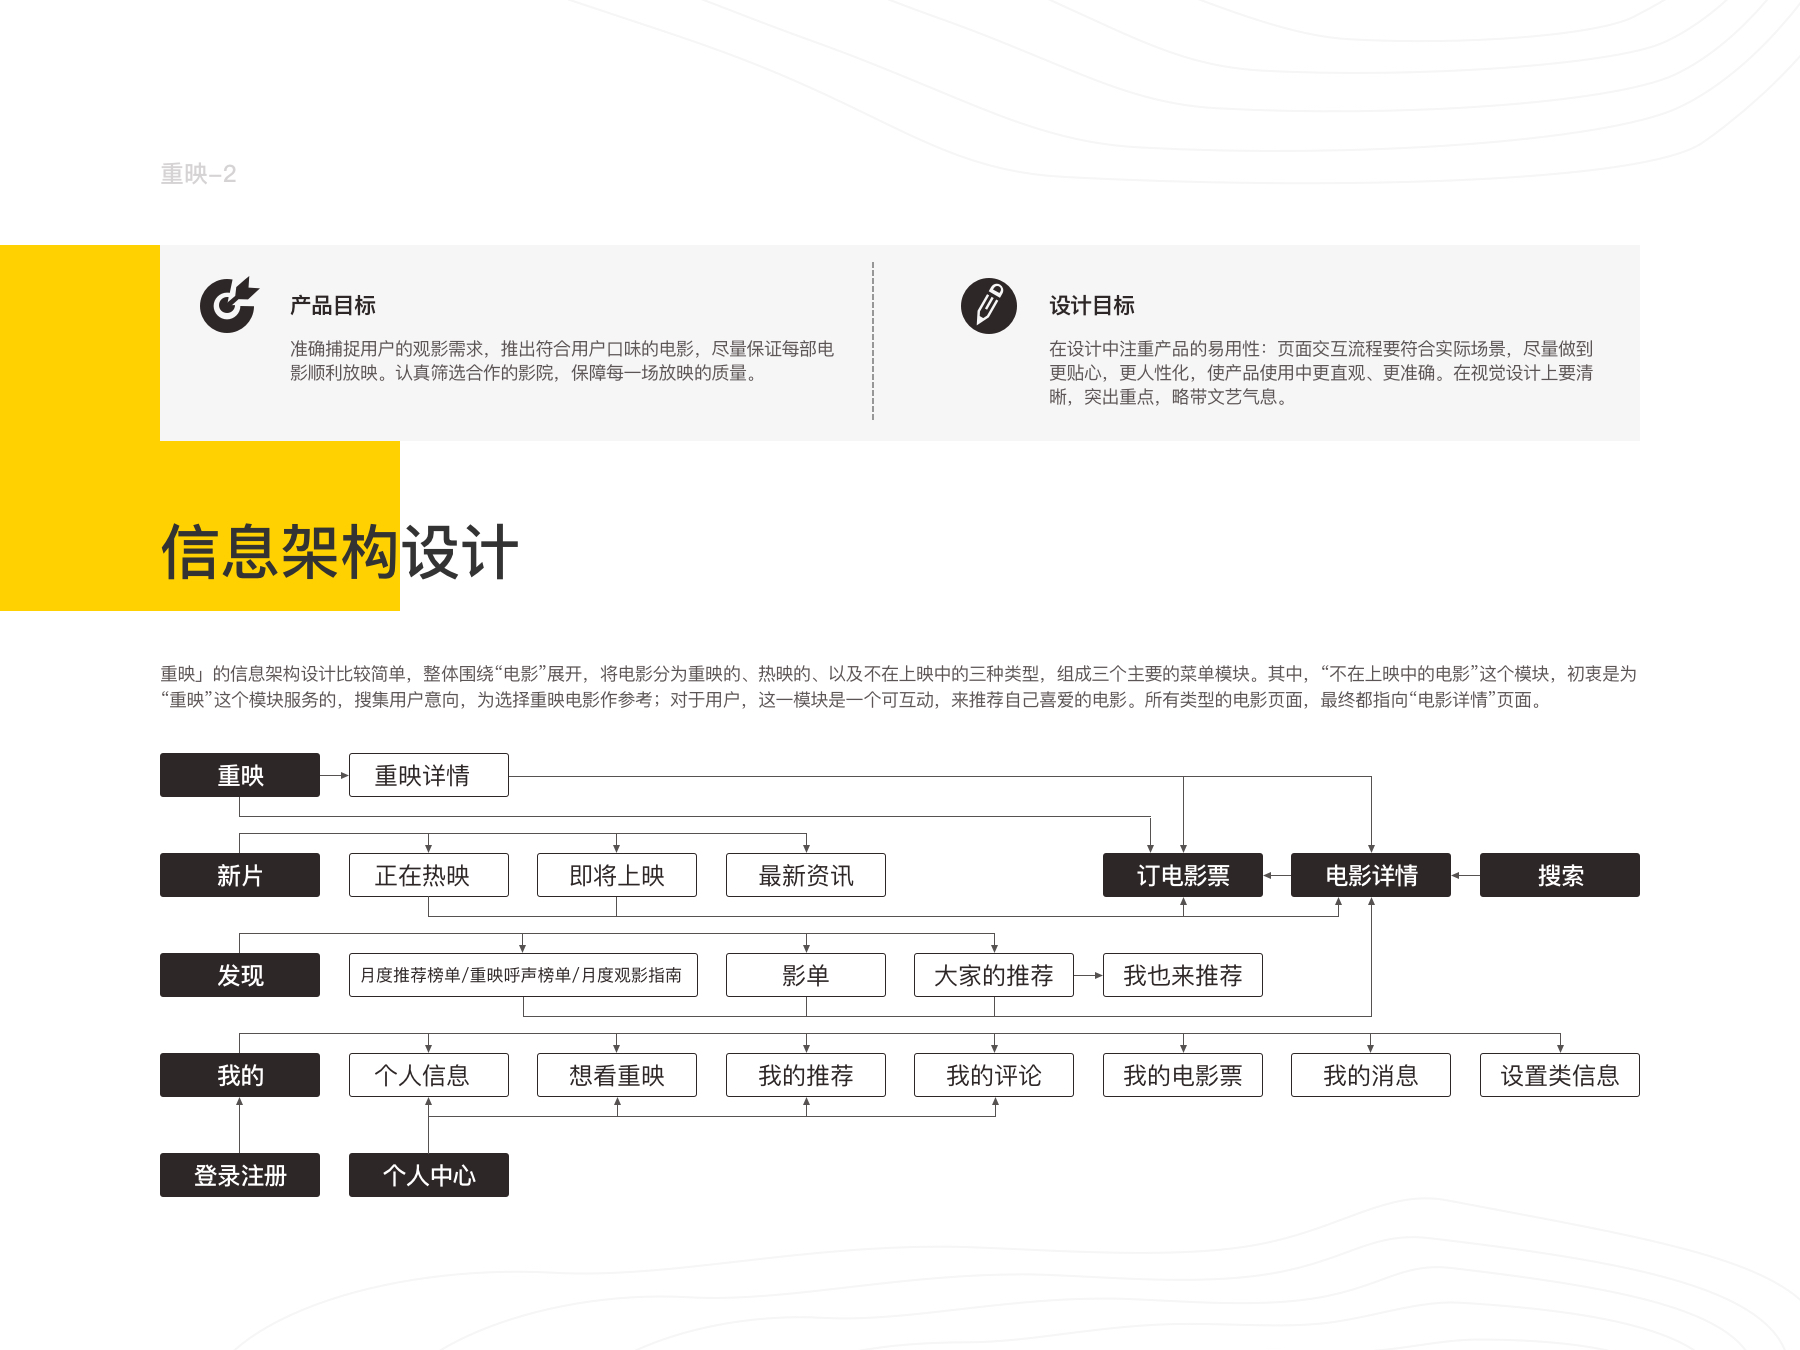 重映–2
产品目标
准确捕捉用户的观影需求，推出符合用户口味的电影，尽量保证每部电
影顺利放映。认真筛选合作的影院，保障每一场放映的质量。
设计目标
在设计中注重产品的易用性：页面交互流程要符合实际场景，尽量做到
更贴心，更人性化，使产品使用中更直观、更准确。在视觉设计上要清
晰，突出重点，略带文艺气息。
信息架构设计
重映」的信息架构设计比较简单，整体围绕“电影”展开，将电影分为重映的、热映的、以及不在上映中的三种类型，组成三个主要的菜单模块。其中，“不在上映中的电影”这个模块，初衷是为
“重映”这个模块服务的，搜集用户意向，为选择重映电影作参考；对于用户，这一模块是一个可互动，来推荐自己喜爱的电影。所有类型的电影页面，最终都指向“电影详情”页面。
重映
重映详情
新片
正在热映
即将上映
最新资讯
订电影票
电影详情
搜索
发现
月度推荐榜单/重映呼声榜单/月度观影指南
影单
大家的推荐
我也来推荐
我的
个人信息
想看重映
我的推荐
我的评论
我的电影票
我的消息
设置类信息
登录注册
个人中心